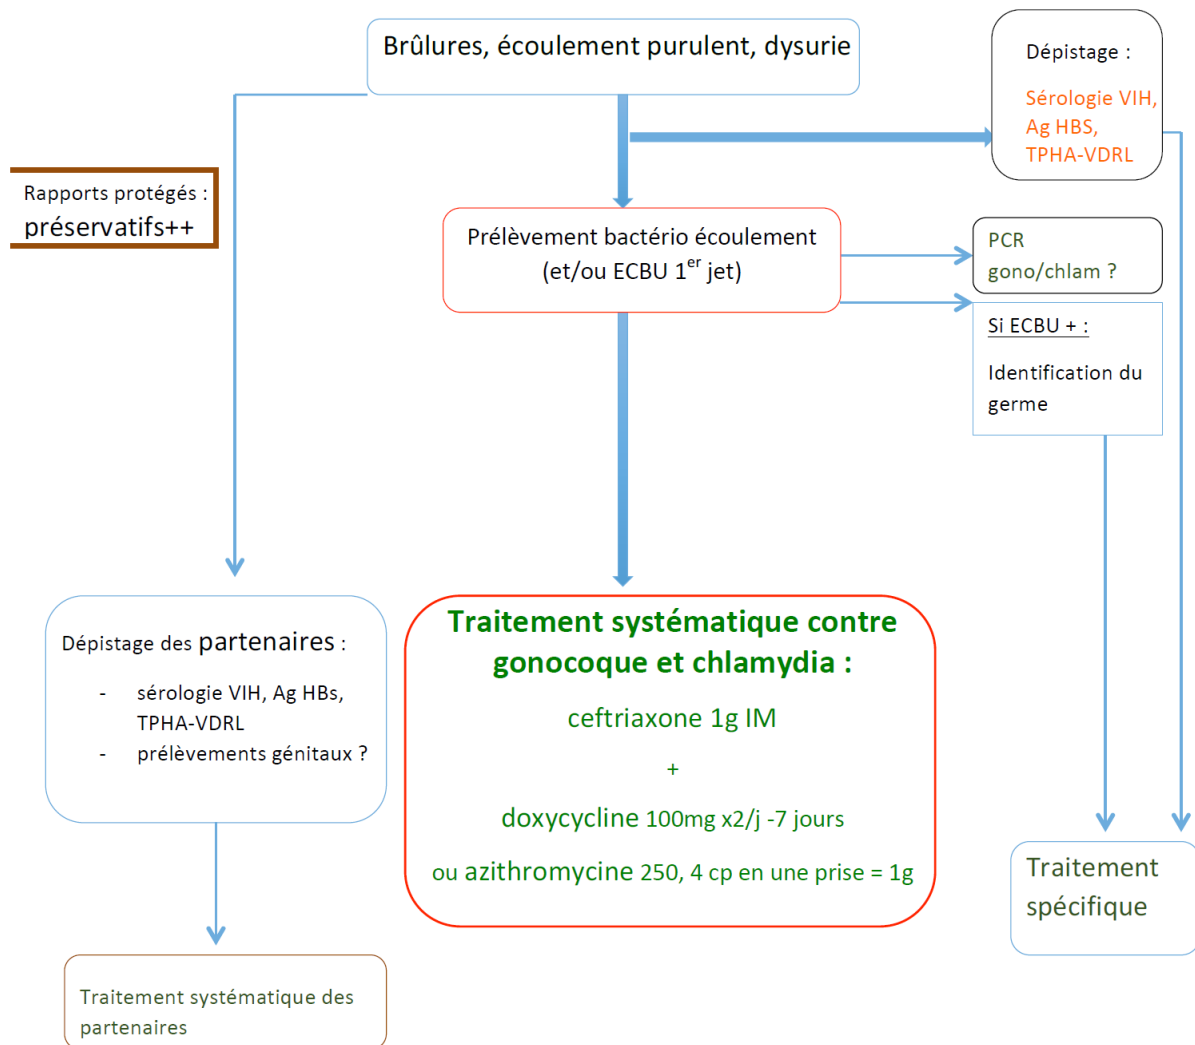 Brûlures, écoulement purulent, dysurie
Dépistage :
Sérologie VIH,
Ag HBS,
TPHA-VDRL
Rapports protégés :
préservatifs++
Prélèvement bactério écoulement
(et/ou ECBU 1er jet)
PCR
gono/chlam ?
Si ECBU + :
Identification du
germe
Dépistage des partenaires :
- sérologie VIH, Ag HBs,
TPHA-VDRL
- prélèvements génitaux ?
Traitement systématique contre
gonocoque et chlamydia :
ceftriaxone 1g IM
+
doxycycline 100mg x2/j -7 jours
ou azithromycine 250, 4 cp en une prise = 1g
Traitement
spécifique
Traitement systématique des
partenaires